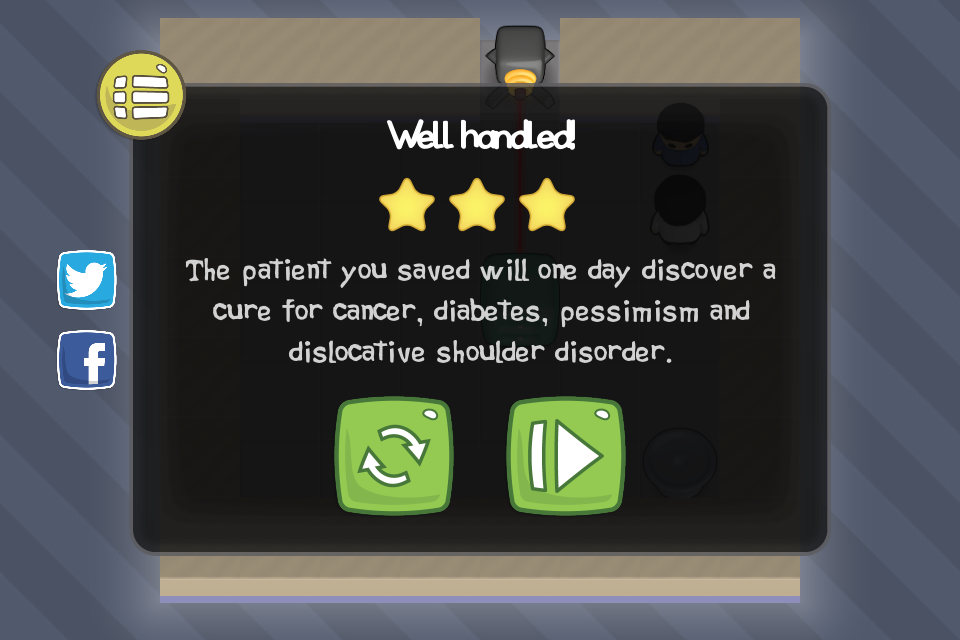 Well handled!
The patient you saved will one day discover a
cure for cancer, diabetes, pessimism and
dislocative shoulder disorder.